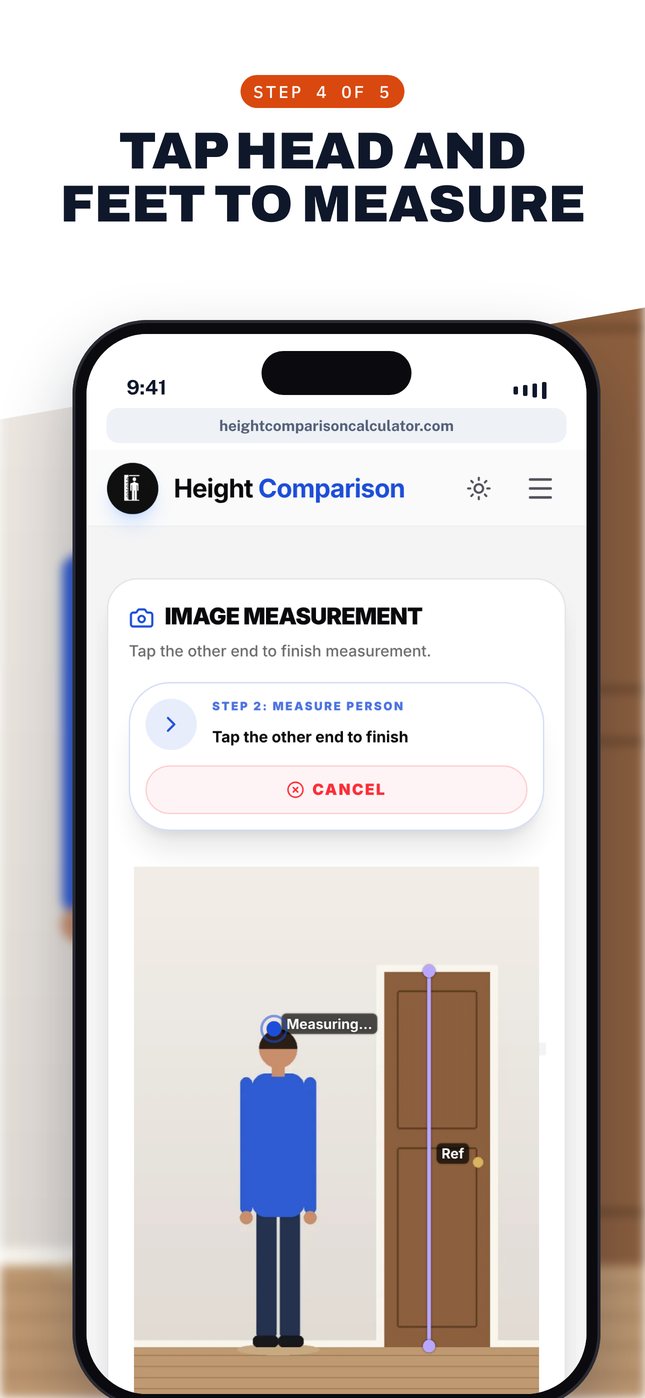 STEP 4 OF 5
TAP HEAD AND
FEET TO MEASURE
9:41
heightcomparisoncalculator.com
Height Comparison
IMAGE MEASUREMENT
Tap the other end to finish measurement.
STEP 2: MEASURE PERSON
Tap the other end to finish
CANCEL
Measuring...
Ref